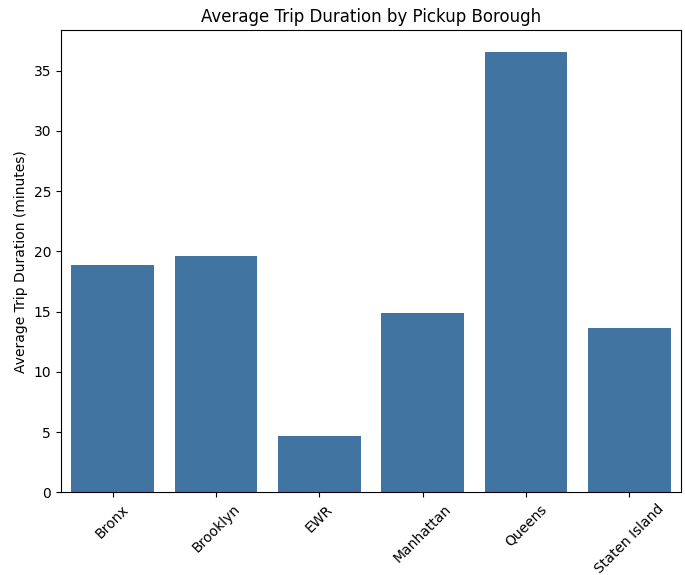 Average Trip Duration by Pickup Borough
Average Trip Duration (minutes)
35
30
25
20
15
10
5
0
Bronx
Brooklyn
EWR
Manhattan
Queens
Staten Island